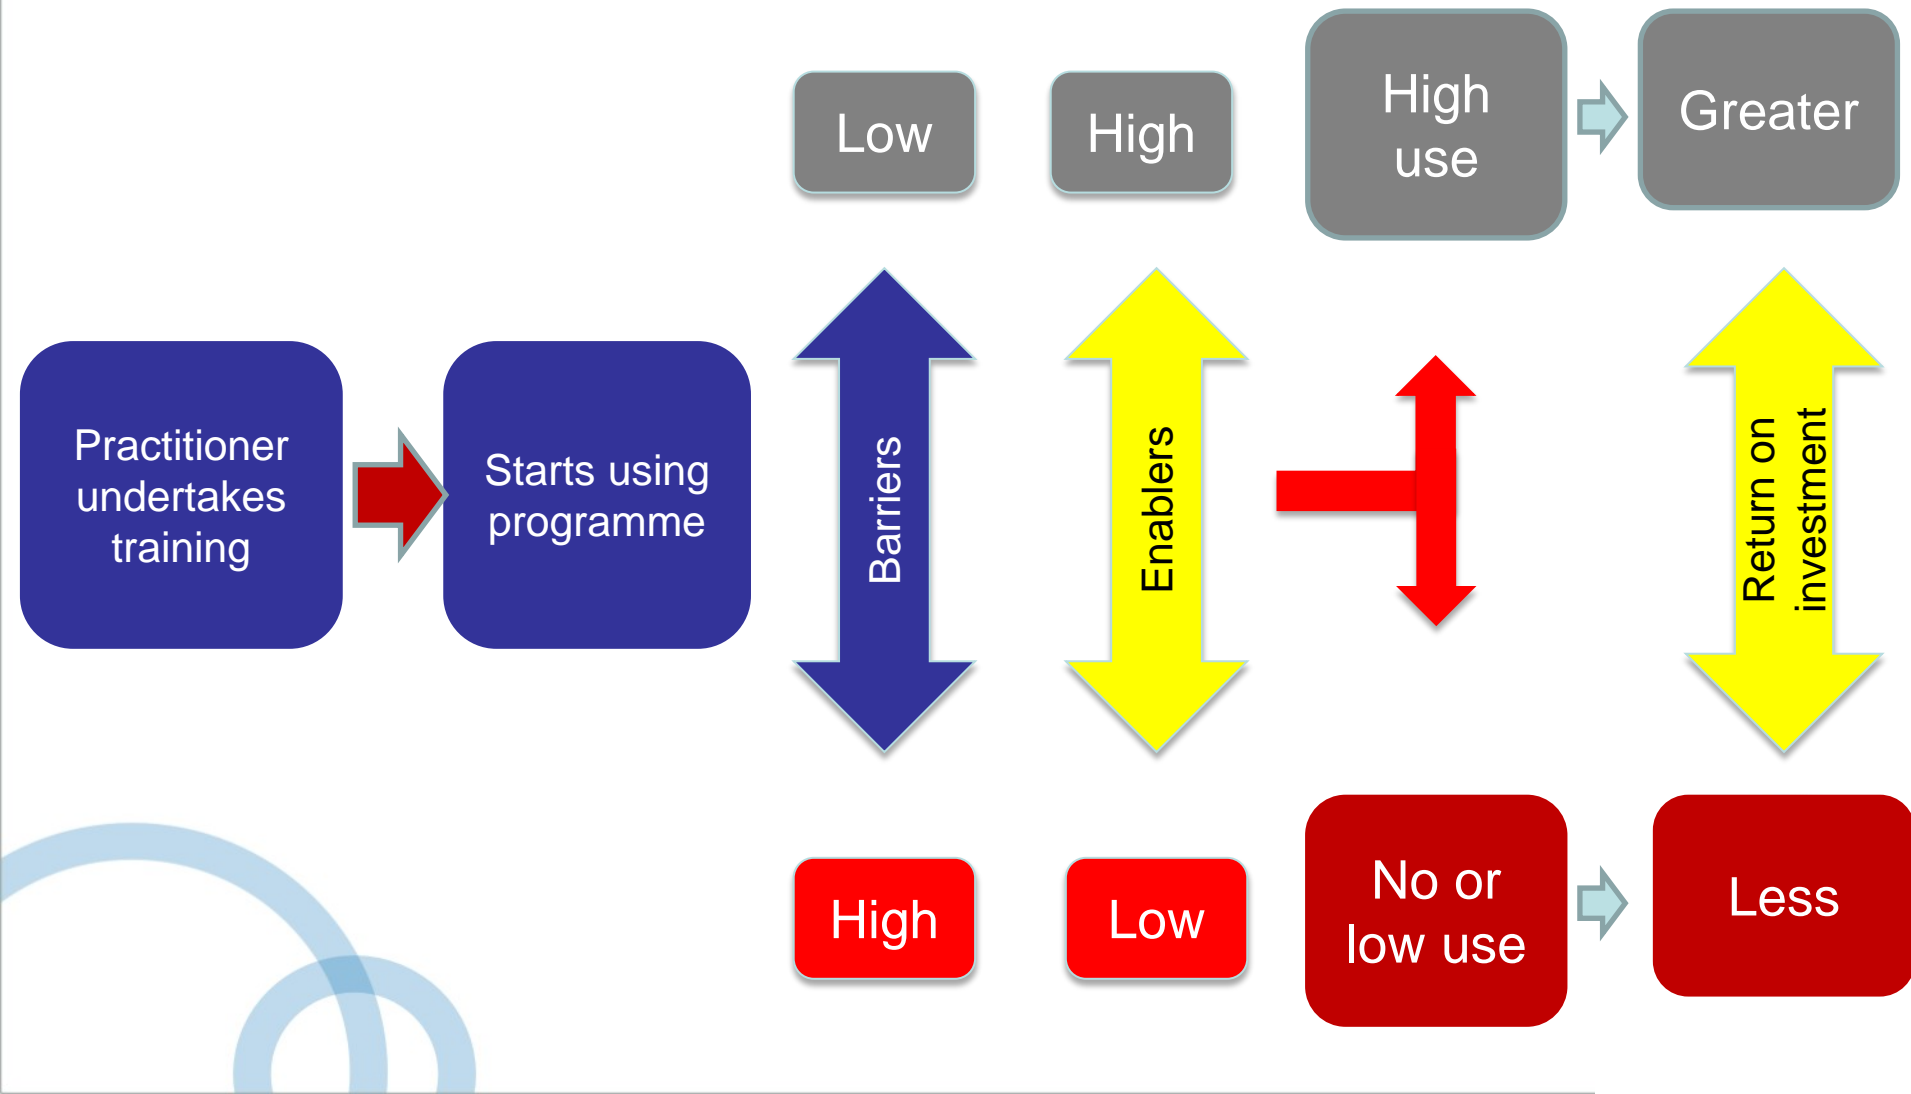 Low
High
High
use
Greater
Practitioner
undertakes
training
Starts using
programme
Barriers
Enablers
Return on
investment
High
Low
No or
low use
Less